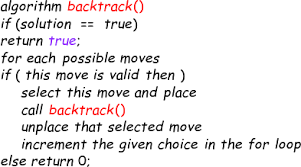 algorithm backtrack()
if (solution == true)
return true;
for each possible moves
if ( this move is valid then )
select this move and place
call backtrack()
unplace that selected move
increment the given choice in the for loop
else return 0;